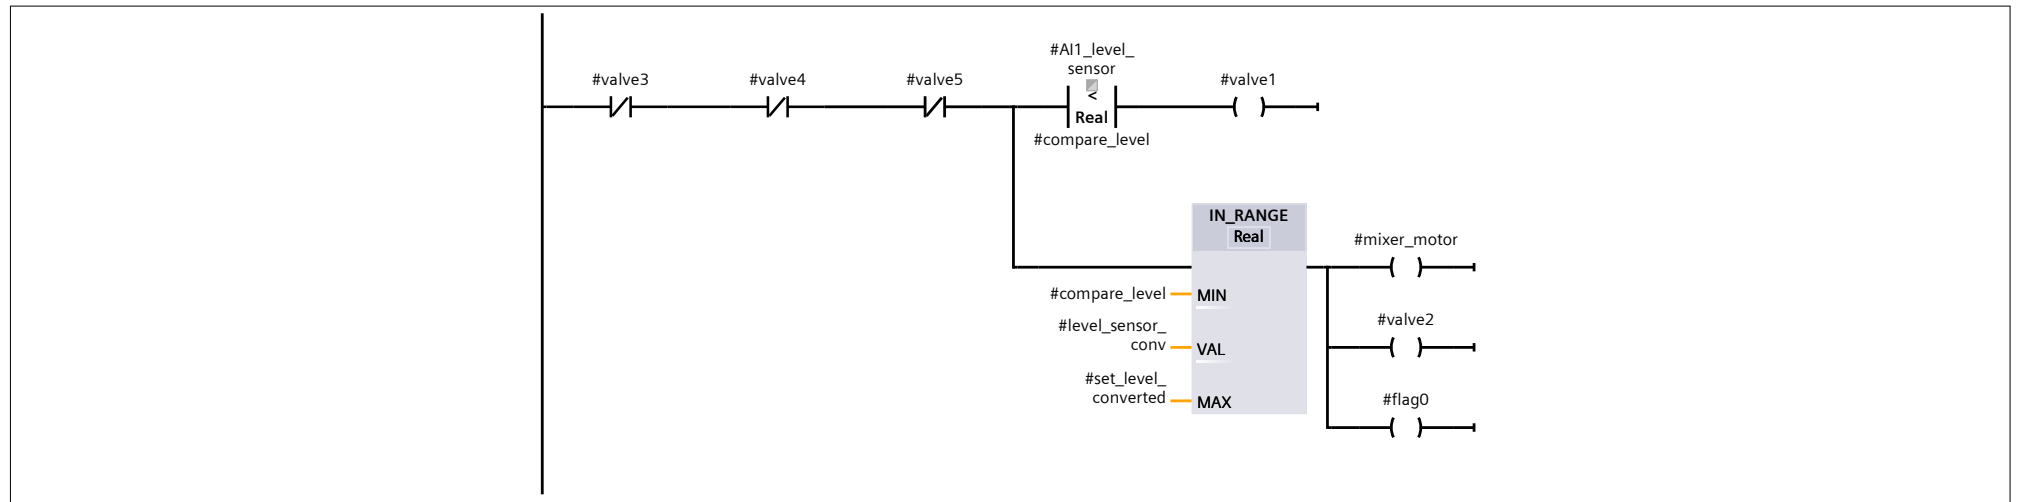 #AI1_level_
sensor
#valve3
#valve4
#valve5
#valve1
<
Real
#compare_level
IN_RANGE
Real
#mixer_motor
#compare_level
MIN
#valve2
#level_sensor_
conv
VAL
#set_level_
converted
MAX
#flag0